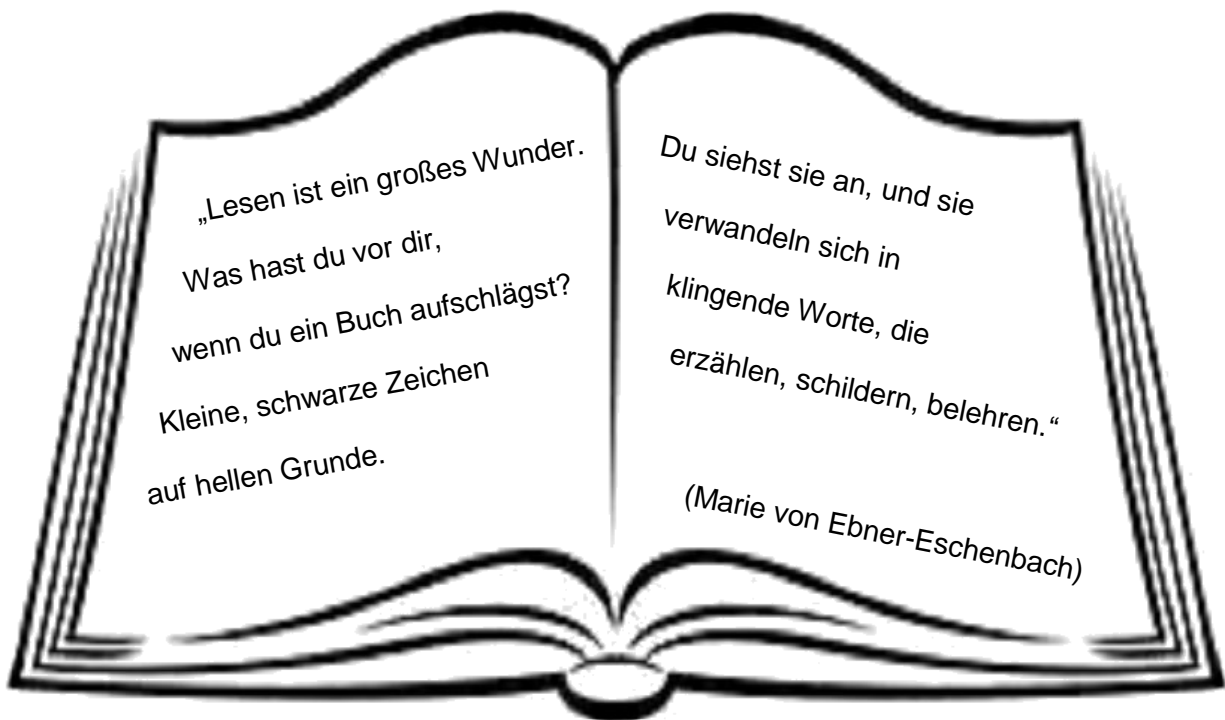 „Lesen ist ein großes Wunder.
Was hast du vor dir,
wenn du ein Buch aufschlägst?
Kleine, schwarze Zeichen
auf hellen Grunde.
Du siehst sie an, und sie
verwandeln sich in
klingende Worte, die
erzählen, schildern, belehren.“
(Marie von Ebner-Eschenbach)